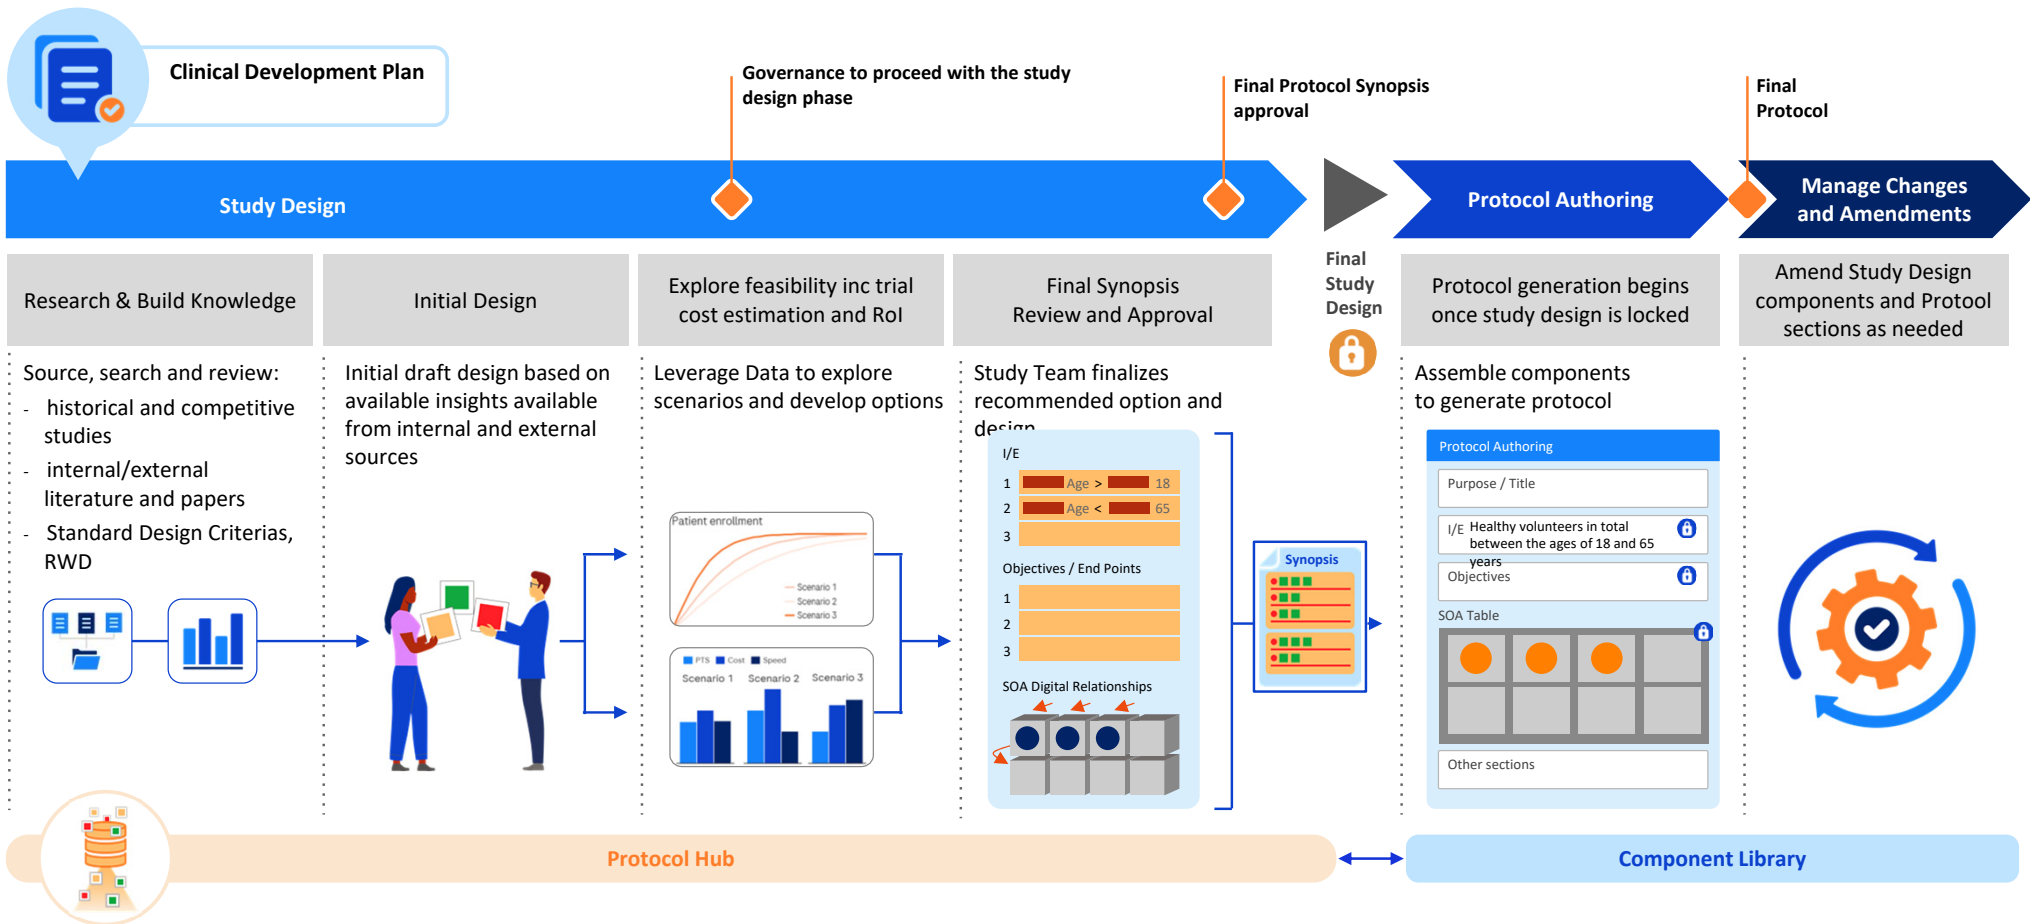 Clinical Development Plan
Governance to proceed with the study
design phase
Final Protocol Synopsis
approval
Final
Protocol
Study Design
Protocol Authoring
Manage Changes
and Amendments
Final
Study
Design
Research & Build Knowledge
Initial Design
Explore feasibility inc trial
cost estimation and RoI
Final Synopsis
Review and Approval
Protocol generation begins
once study design is locked
Amend Study Design
components and Protool
sections as needed
Source, search and review:
- historical and competitive
studies
- internal/external
literature and papers
- Standard Design Criterias,
RWD
Initial draft design based on
available insights available
from internal and external
sources
Leverage Data to explore
scenarios and develop options
Patient enrollment
Scenario 1
Scenario 2
Scenario 3
PTS Cost Speed
Scenario 1 Scenario 2 Scenario 3
Study Team finalizes
recommended option and
design
I/E
1 Age > 18
2 Age < 65
3
Objectives / End Points
1
2
3
SOA Digital Relationships
Synopsis
Assemble components
to generate protocol
Protocol Authoring
Purpose / Title
I/E Healthy volunteers in total
between the ages of 18 and 65
years
Objectives
SOA Table
Other sections
Protocol Hub
Component Library